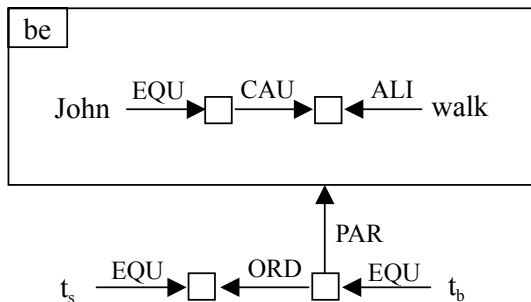 be
EQU CAU ALI
John walk
PAR
EQU ORD EQU
t_s t_b